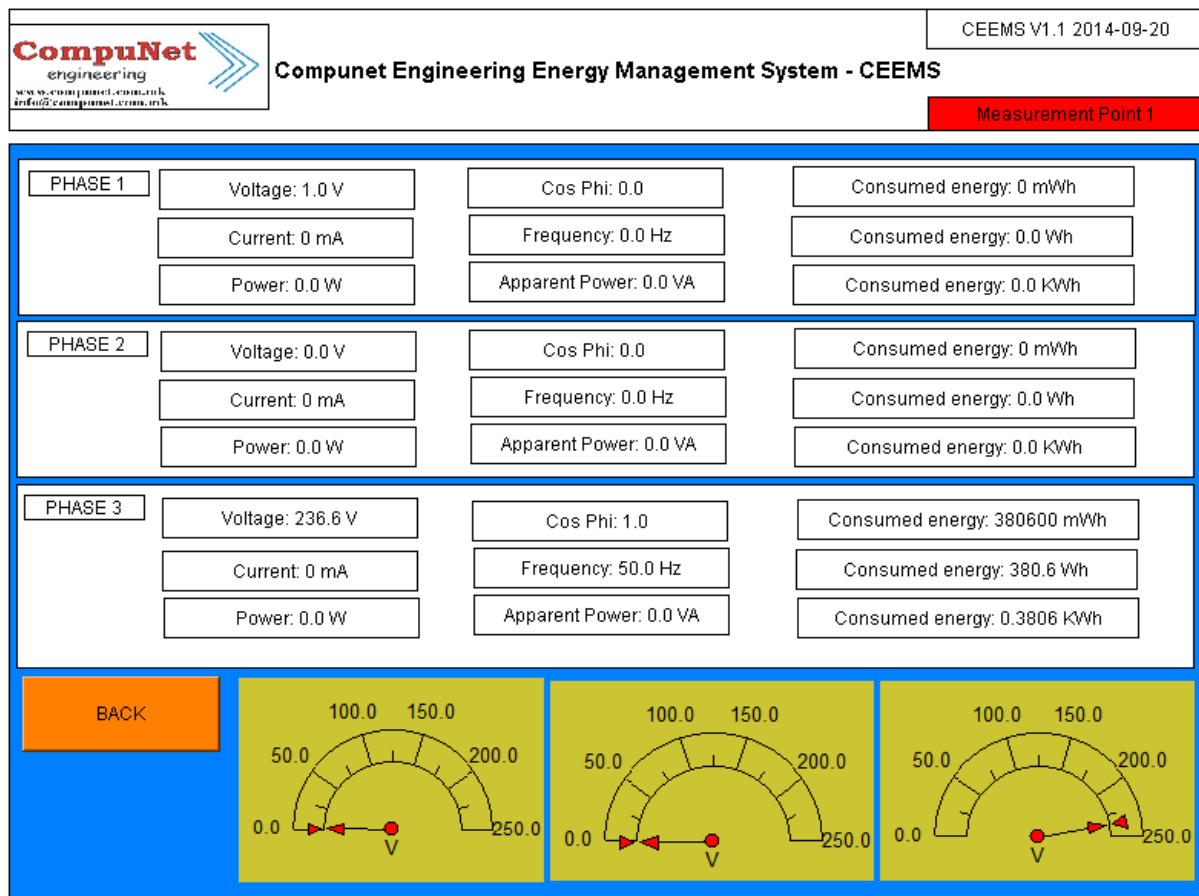 CompuNet
engineering
www.compunet.com.mk
info@compunet.com.mk
Compunet Engineering Energy Management System - CEEMS
CEEMS V1.1 2014-09-20
Measurement Point 1
PHASE 1
Voltage: 1.0 V
Cos Phi: 0.0
Consumed energy: 0 mWh
Current: 0 mA
Frequency: 0.0 Hz
Consumed energy: 0.0 Wh
Power: 0.0 W
Apparent Power: 0.0 VA
Consumed energy: 0.0 KWh
PHASE 2
Voltage: 0.0 V
Cos Phi: 0.0
Consumed energy: 0 mWh
Current: 0 mA
Frequency: 0.0 Hz
Consumed energy: 0.0 Wh
Power: 0.0 W
Apparent Power: 0.0 VA
Consumed energy: 0.0 KWh
PHASE 3
Voltage: 236.6 V
Cos Phi: 1.0
Consumed energy: 380600 mWh
Current: 0 mA
Frequency: 50.0 Hz
Consumed energy: 380.6 Wh
Power: 0.0 W
Apparent Power: 0.0 VA
Consumed energy: 0.3806 KWh
BACK
0.0
50.0
100.0
150.0
200.0
250.0
V
0.0
50.0
100.0
150.0
200.0
250.0
V
0.0
50.0
100.0
150.0
200.0
250.0
V